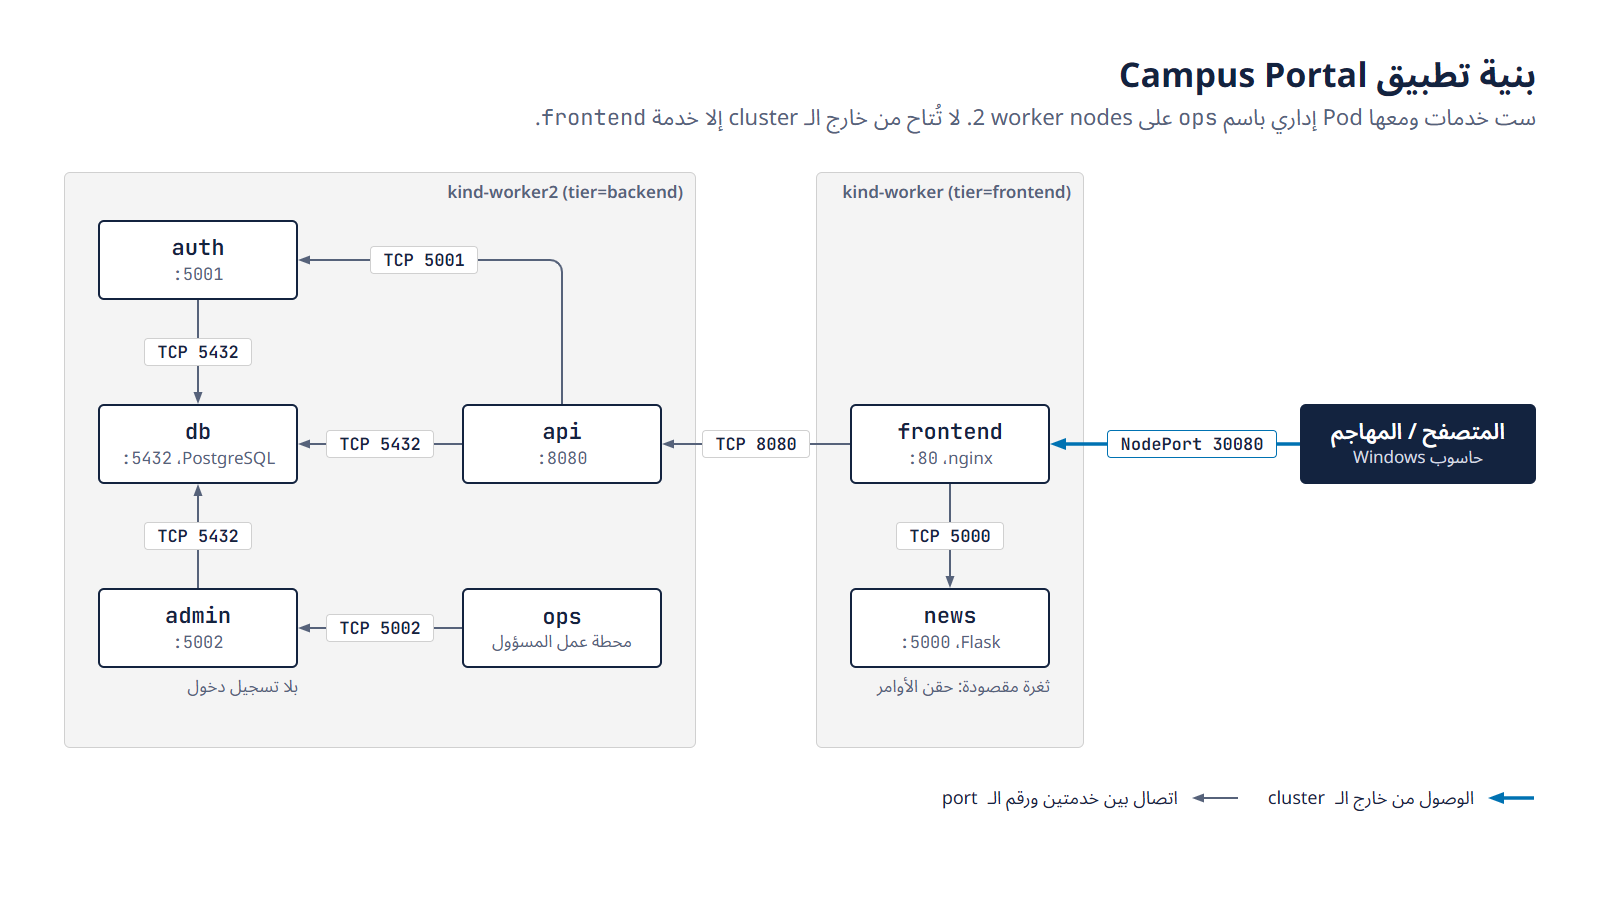 بنية تطبيق Campus Portal
ست خدمات ومعها Pod إداري باسم ops على 2 worker nodes. لا تُتاح من خارج الـ cluster إلا خدمة frontend.
kind-worker2 (tier=backend)
kind-worker (tier=frontend)
auth
:5001
TCP 5001
TCP 5432
المتصفح / المهاجم
حاسوب Windows
NodePort 30080
frontend
nginx، 80:
TCP 8080
api
:8080
TCP 5432
db
PostgreSQL، 5432:
TCP 5432
TCP 5000
news
Flask، 5000:
ثغرة مقصودة: حقن الأوامر
ops
محطة عمل المسؤول
TCP 5002
admin
:5002
بلا تسجيل دخول
الوصول من خارج الـ cluster
اتصال بين خدمتين ورقم الـ port